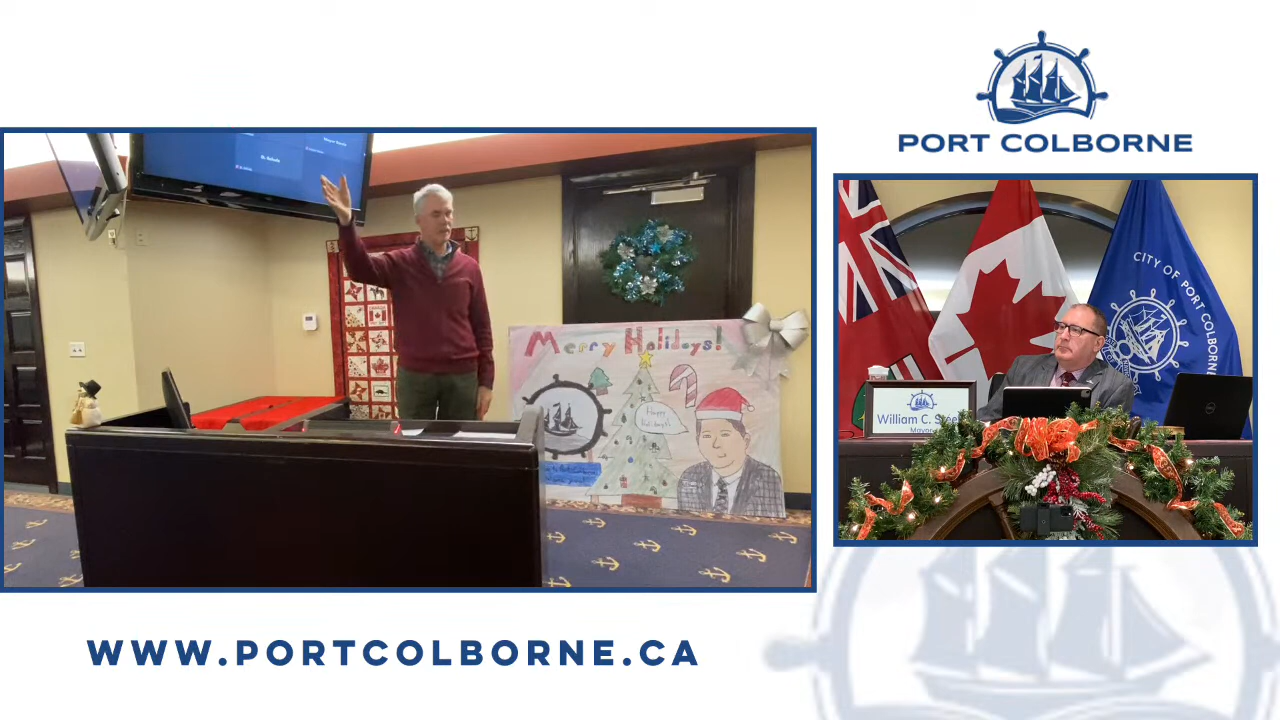 PORT COLBORNE
Merry Holidays!
Happy
Holidays!!
CITY OF PORT COLBORNE
William C.
Mayor
WWW.PORTCOLBORNE.CA